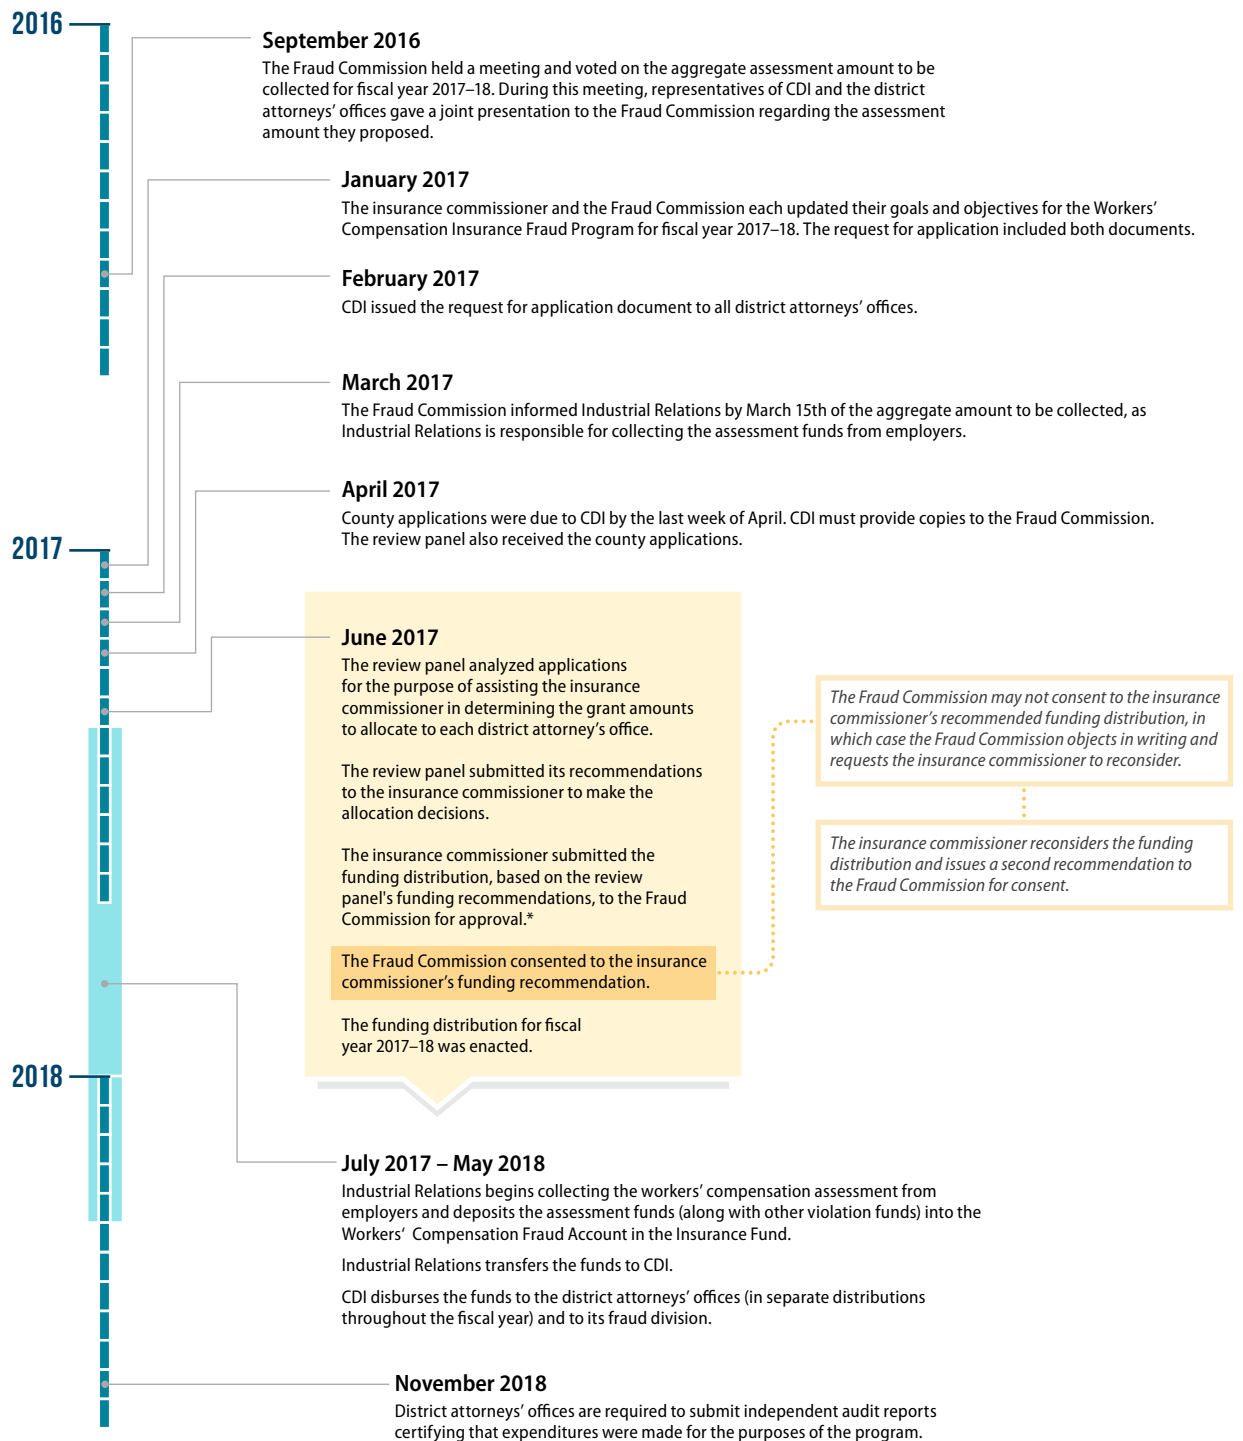 2016
September 2016
The Fraud Commission held a meeting and voted on the aggregate assessment amount to be
collected for fiscal year 2017–18. During this meeting, representatives of CDI and the district
attorneys’ offices gave a joint presentation to the Fraud Commission regarding the assessment
amount they proposed.
January 2017
The insurance commissioner and the Fraud Commission each updated their goals and objectives for the Workers’
Compensation Insurance Fraud Program for fiscal year 2017–18. The request for application included both documents.
February 2017
CDI issued the request for application document to all district attorneys’ offices.
March 2017
The Fraud Commission informed Industrial Relations by March 15th of the aggregate amount to be collected, as
Industrial Relations is responsible for collecting the assessment funds from employers.
April 2017
County applications were due to CDI by the last week of April. CDI must provide copies to the Fraud Commission.
The review panel also received the county applications.
2017
June 2017
The review panel analyzed applications
for the purpose of assisting the insurance
commissioner in determining the grant amounts
to allocate to each district attorney’s office.
The review panel submitted its recommendations
to the insurance commissioner to make the
allocation decisions.
The insurance commissioner submitted the
funding distribution, based on the review
panel's funding recommendations, to the Fraud
Commission for approval.*
The Fraud Commission consented to the insurance
commissioner’s funding recommendation.
The funding distribution for fiscal
year 2017–18 was enacted.
The Fraud Commission may not consent to the insurance
commissioner’s recommended funding distribution, in
which case the Fraud Commission objects in writing and
requests the insurance commissioner to reconsider.
The insurance commissioner reconsiders the funding
distribution and issues a second recommendation to
the Fraud Commission for consent.
2018
July 2017 – May 2018
Industrial Relations begins collecting the workers’ compensation assessment from
employers and deposits the assessment funds (along with other violation funds) into the
Workers‘ Compensation Fraud Account in the Insurance Fund.
Industrial Relations transfers the funds to CDI.
CDI disburses the funds to the district attorneys’ offices (in separate distributions
throughout the fiscal year) and to its fraud division.
November 2018
District attorneys’ offices are required to submit independent audit reports
certifying that expenditures were made for the purposes of the program.